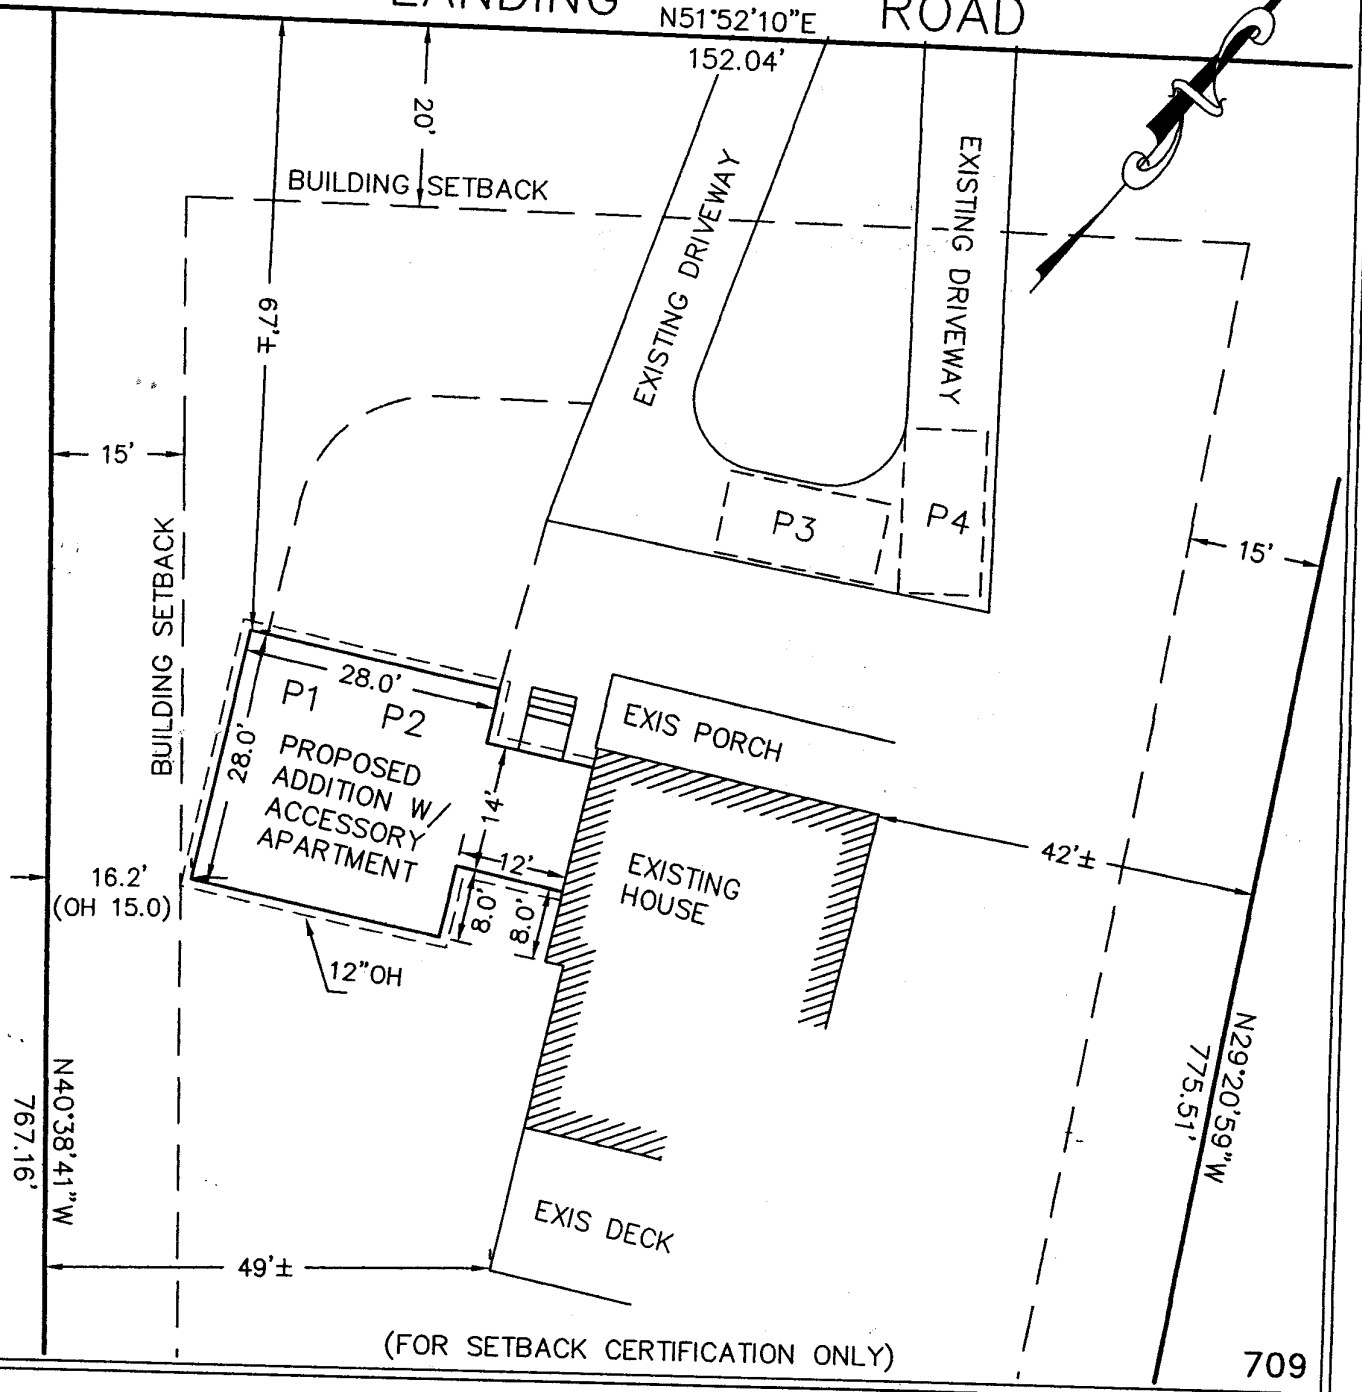 LANDING ROAD
N51°52'10"E
152.04'
20'
BUILDING SETBACK
EXISTING DRIVEWAY
EXISTING DRIVEWAY
67'±
15'
BUILDING SETBACK
P3
P4
15'
28.0'
P1
P2
28.0'
PROPOSED
ADDITION W/
ACCESSORY
APARTMENT
EXIS PORCH
14'
12'
8.0'
8.0'
EXISTING
HOUSE
42'±
16.2'
(OH 15.0)
12"OH
N40°38'41"W
767.16'
N29°20'59"W
775.51'
EXIS DECK
49'±
(FOR SETBACK CERTIFICATION ONLY)
709